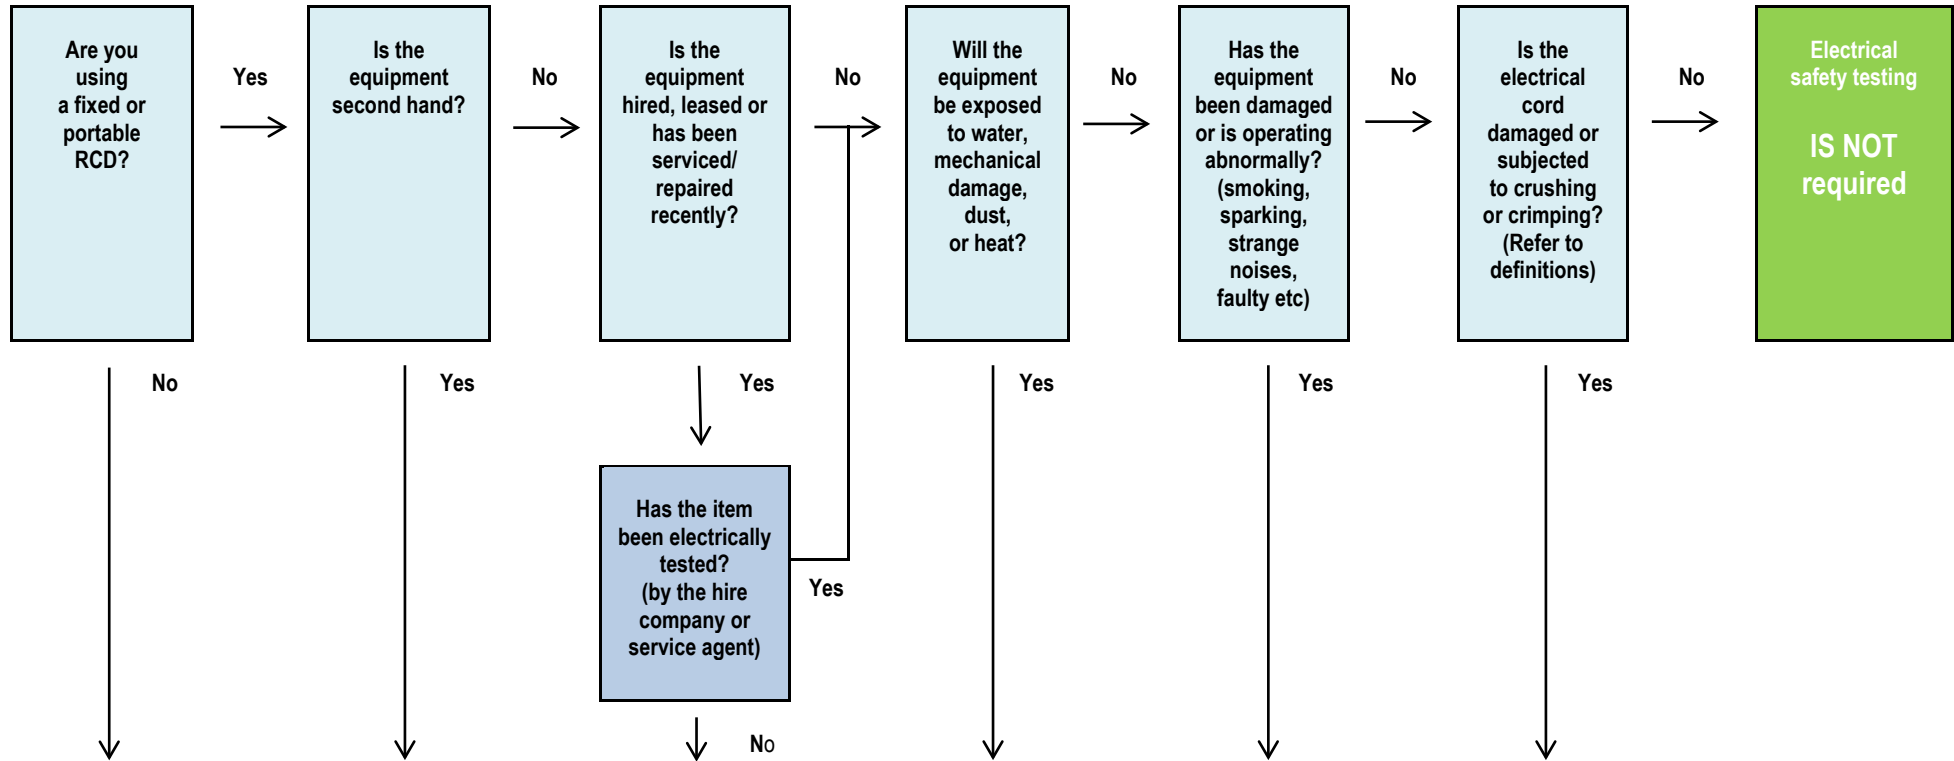 Are you
using
a fixed or
portable
RCD?
Yes
Is the
equipment
second hand?
No
Is the
equipment
hired, leased or
has been
serviced/
repaired
recently?
No
Will the
equipment
be exposed
to water,
mechanical
damage,
dust,
or heat?
No
Has the
equipment
been damaged
or is operating
abnormally?
(smoking,
sparking,
strange
noises,
faulty etc)
No
Is the
electrical
cord
damaged or
subjected
to crushing
or crimping?
(Refer to
definitions)
No
Electrical
safety testing
IS NOT
required
No
Yes
Yes
Yes
Yes
Yes
Has the item
been electrically
tested?
(by the hire
company or
service agent)
Yes
No